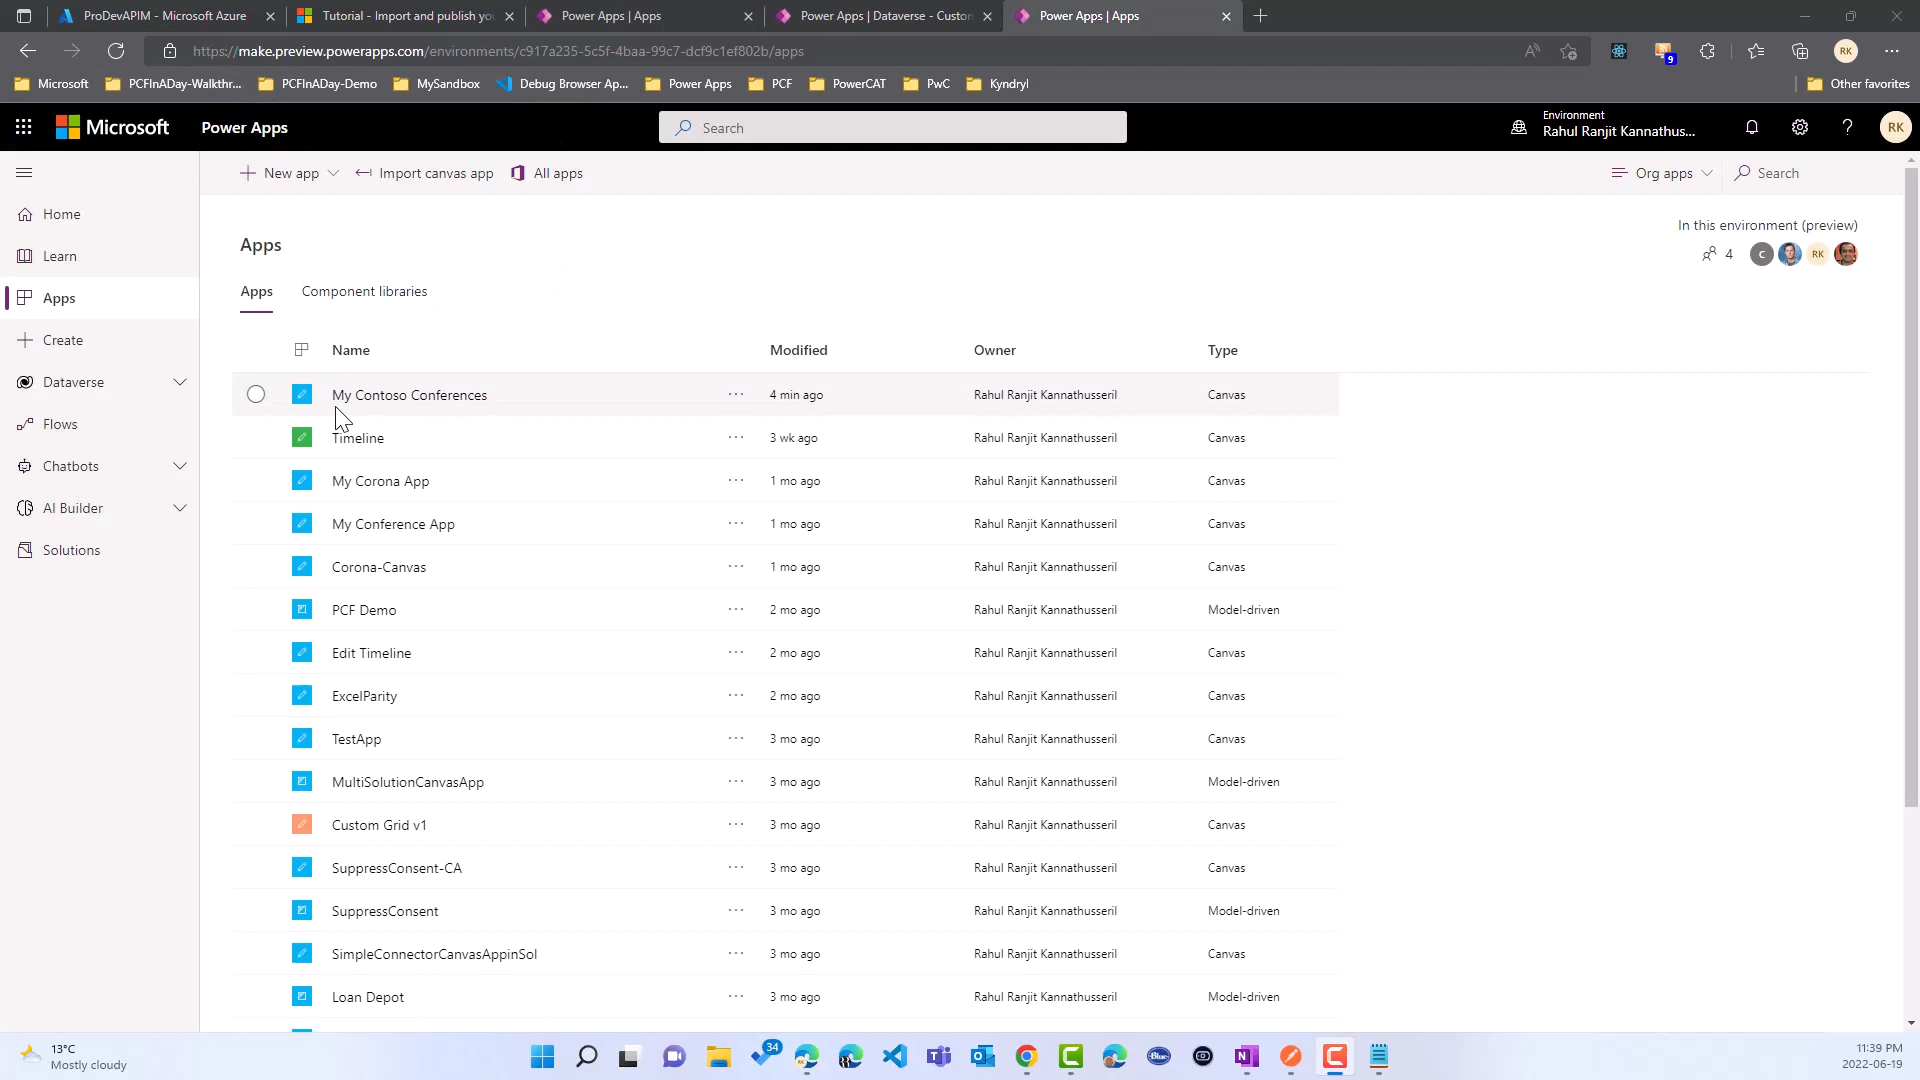 ProDevAPIM - Microsoft Azure
Tutorial - Import and publish yo
Power Apps | Apps
Power Apps | Dataverse - Custom
Power Apps | Apps
https://make.preview.powerapps.com/environments/c917a235-5c5f-4baa-99c7-dcf9c1ef802b/apps
9
RK
Microsoft
PCFInADay-Walkthr...
PCFInADay-Demo
MySandbox
Debug Browser Ap...
Power Apps
PCF
PowerCAT
PwC
Kyndryl
Other favorites
Microsoft
Power Apps
Search
Environment
Rahul Ranjit Kannathus...
?
RK
New app
Import canvas app
All apps
Org apps
Search
Home
Learn
Apps
Create
Dataverse
Flows
Chatbots
AI Builder
Solutions
Apps
In this environment (preview)
4
C
RK
Apps
Component libraries
Name Modified Owner Type
My Contoso Conferences ... 4 min ago Rahul Ranjit Kannathusseril Canvas
Timeline ... 3 wk ago Rahul Ranjit Kannathusseril Canvas
My Corona App ... 1 mo ago Rahul Ranjit Kannathusseril Canvas
My Conference App ... 1 mo ago Rahul Ranjit Kannathusseril Canvas
Corona-Canvas ... 1 mo ago Rahul Ranjit Kannathusseril Canvas
PCF Demo ... 2 mo ago Rahul Ranjit Kannathusseril Model-driven
Edit Timeline ... 2 mo ago Rahul Ranjit Kannathusseril Canvas
ExcelParity ... 2 mo ago Rahul Ranjit Kannathusseril Canvas
TestApp ... 3 mo ago Rahul Ranjit Kannathusseril Canvas
MultiSolutionCanvasApp ... 3 mo ago Rahul Ranjit Kannathusseril Model-driven
Custom Grid v1 ... 3 mo ago Rahul Ranjit Kannathusseril Canvas
SuppressConsent-CA ... 3 mo ago Rahul Ranjit Kannathusseril Canvas
SuppressConsent ... 3 mo ago Rahul Ranjit Kannathusseril Model-driven
SimpleConnectorCanvasAppinSol ... 3 mo ago Rahul Ranjit Kannathusseril Canvas
Loan Depot ... 3 mo ago Rahul Ranjit Kannathusseril Model-driven
13°C
Mostly cloudy
34
Blue
11:39 PM
2022-06-19